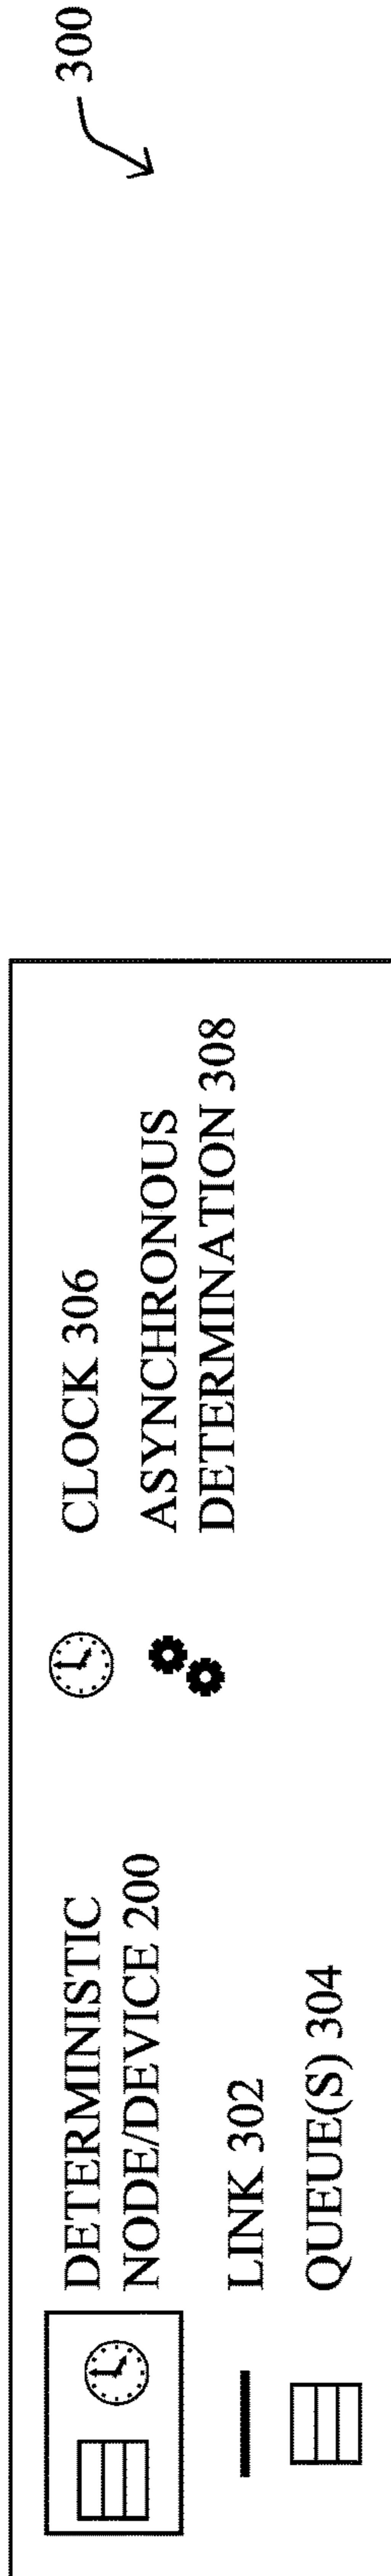 DETERMINISTIC
NODE/DEVICE 200
LINK 302
QUEUE(S) 304
CLOCK 306
ASYNCHRONOUS
DETERMINATION 308
300